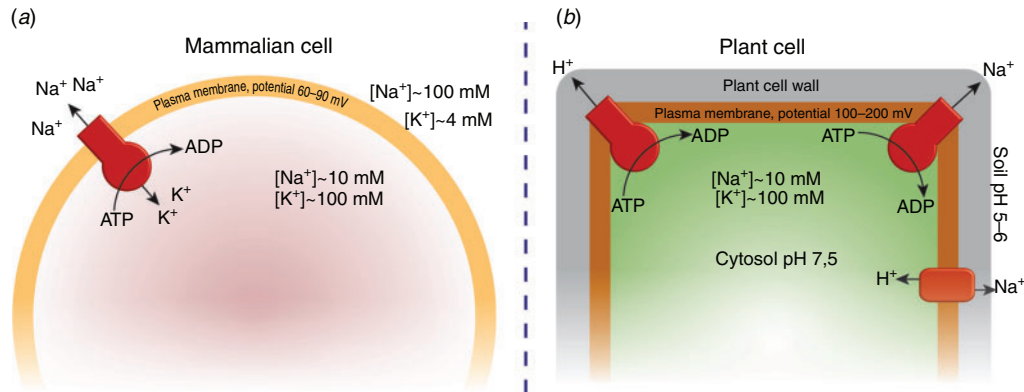 (a)
Mammalian cell
Na⁺ Na⁺
Na⁺
Plasma membrane, potential 60–90 mV
[Na⁺]~100 mM
[K⁺]~4 mM
ADP
ATP
K⁺
K⁺
[Na⁺]~10 mM
[K⁺]~100 mM
(b)
Plant cell
H⁺
Na⁺
Plant cell wall
Plasma membrane, potential 100–200 mV
ADP
ATP
ATP
ADP
[Na⁺]~10 mM
[K⁺]~100 mM
Cytosol pH 7,5
Soil pH 5–6
H⁺
Na⁺